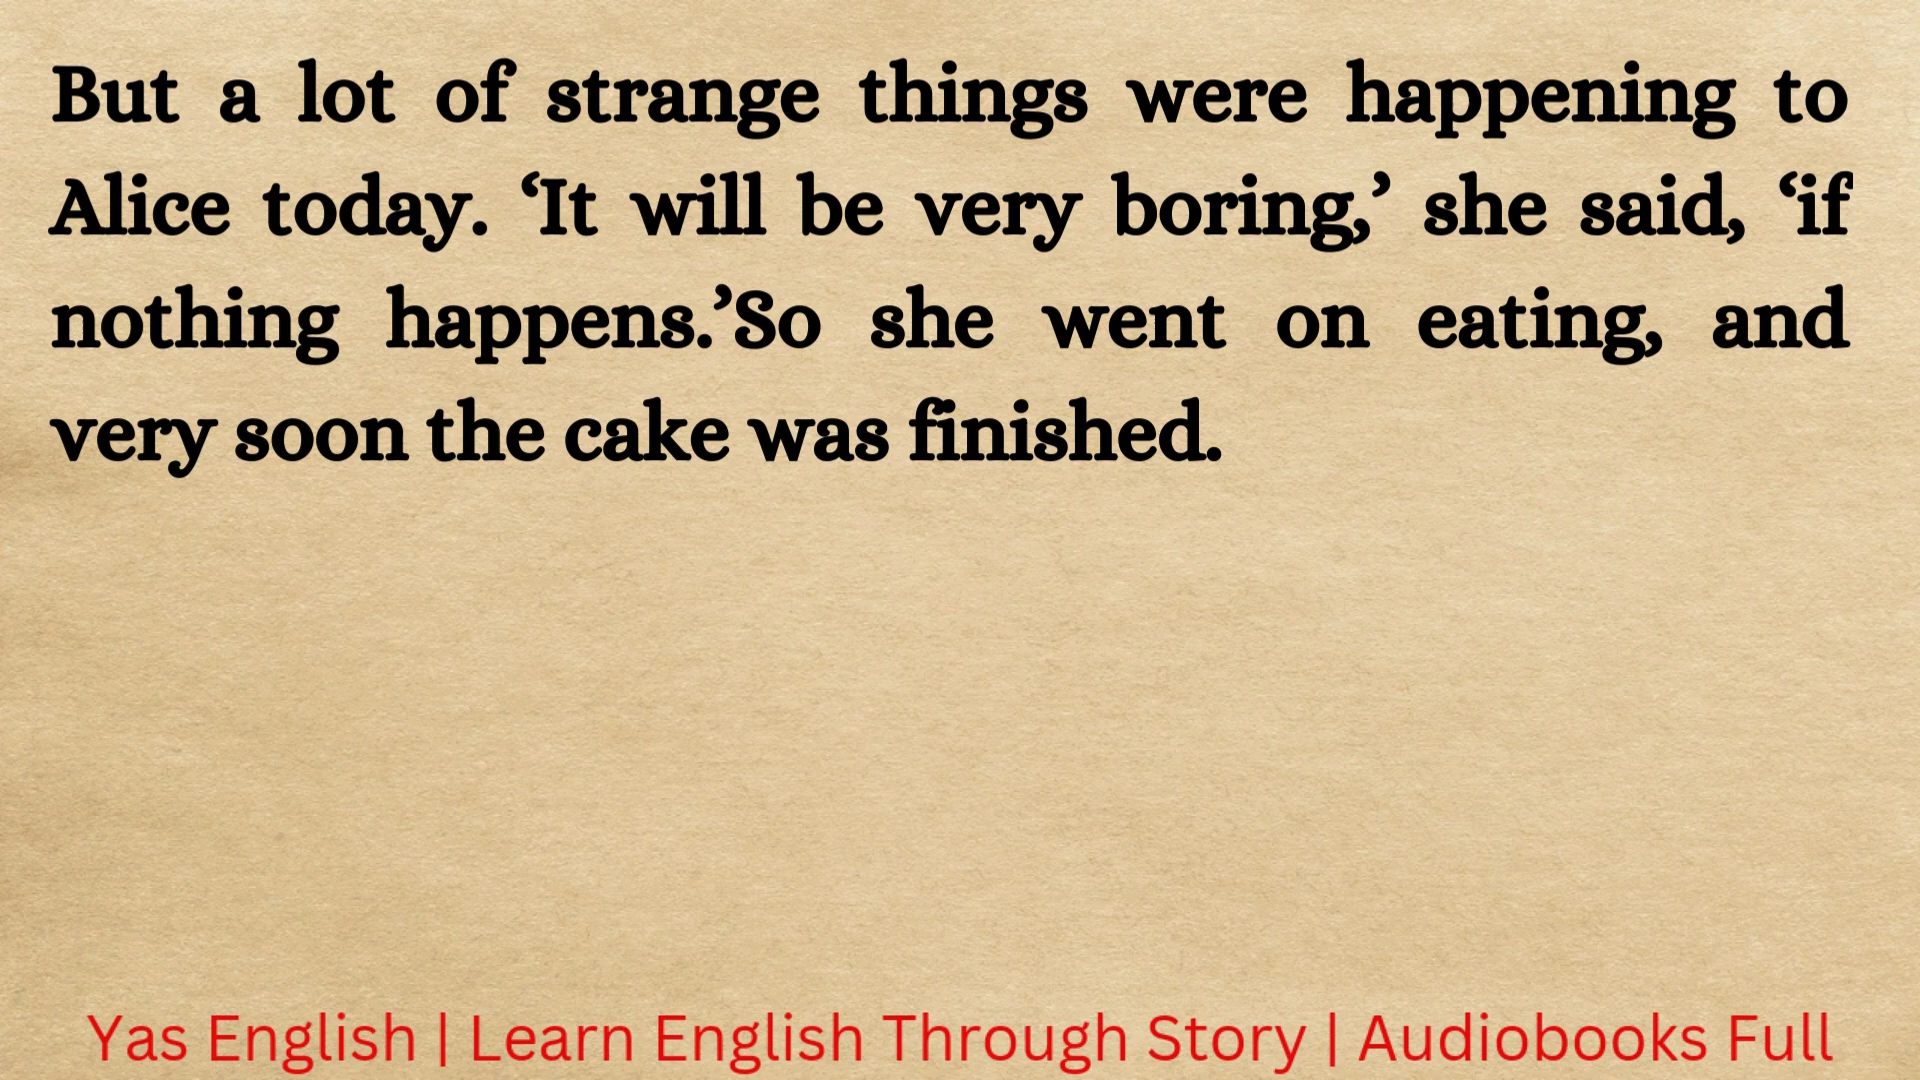 But a lot of strange things were happening to
Alice today. ‘It will be very boring,’ she said, ‘if
nothing happens.’So she went on eating, and
very soon the cake was finished.
Yas English | Learn English Through Story | Audiobooks Full